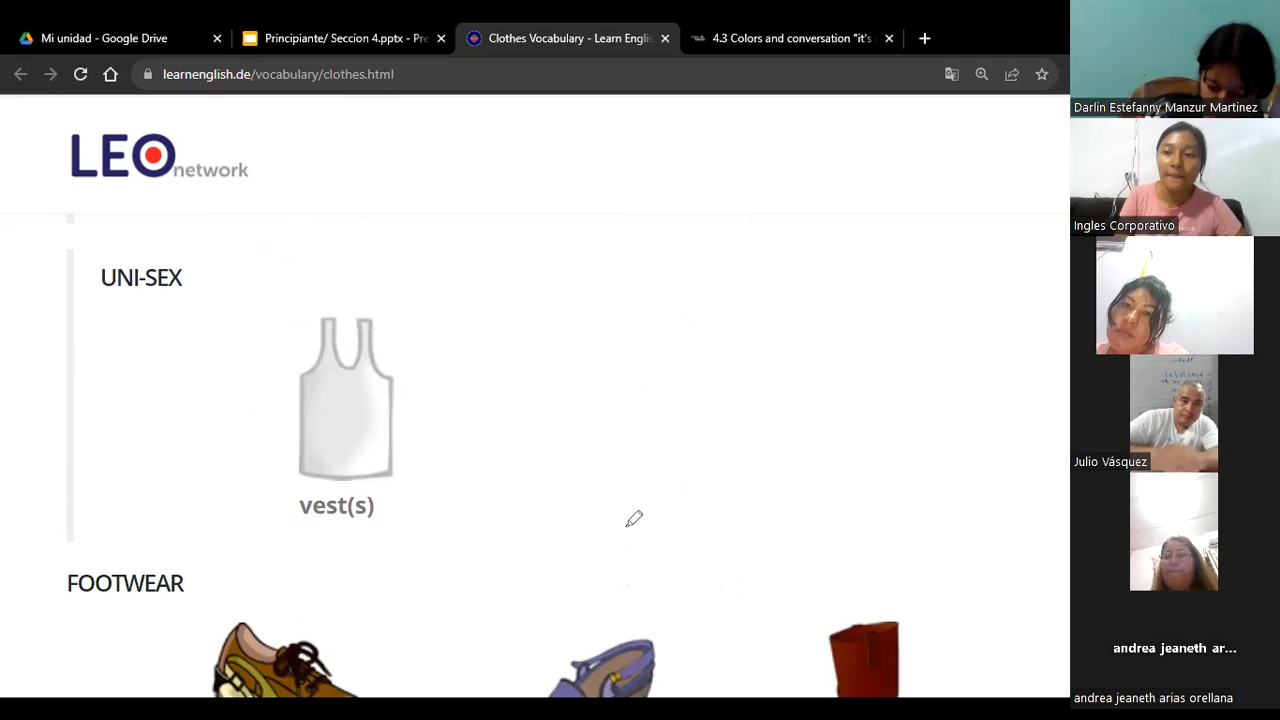 Mi unidad - Google Drive
Principiante/ Seccion 4.pptx - Pre
Clothes Vocabulary - Learn Englis
4.3 Colors and conversation "it's
learnenglish.de/vocabulary/clothes.html
LEO network
UNI-SEX
vest(s)
FOOTWEAR
Darlin Estefanny Manzur Martinez
Ingles Corporativo
Julio Vásquez
andrea jeaneth ar...
andrea jeaneth arias orellana